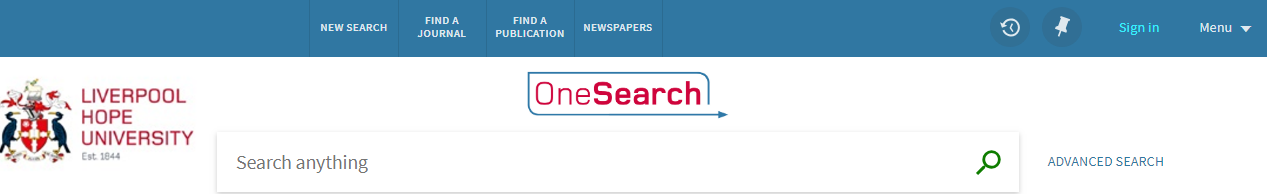 NEW SEARCH
FIND A
JOURNAL
FIND A
PUBLICATION
NEWSPAPERS
Sign in
Menu
LIVERPOOL
HOPE
UNIVERSITY
Est. 1844
OneSearch
Search anything
ADVANCED SEARCH